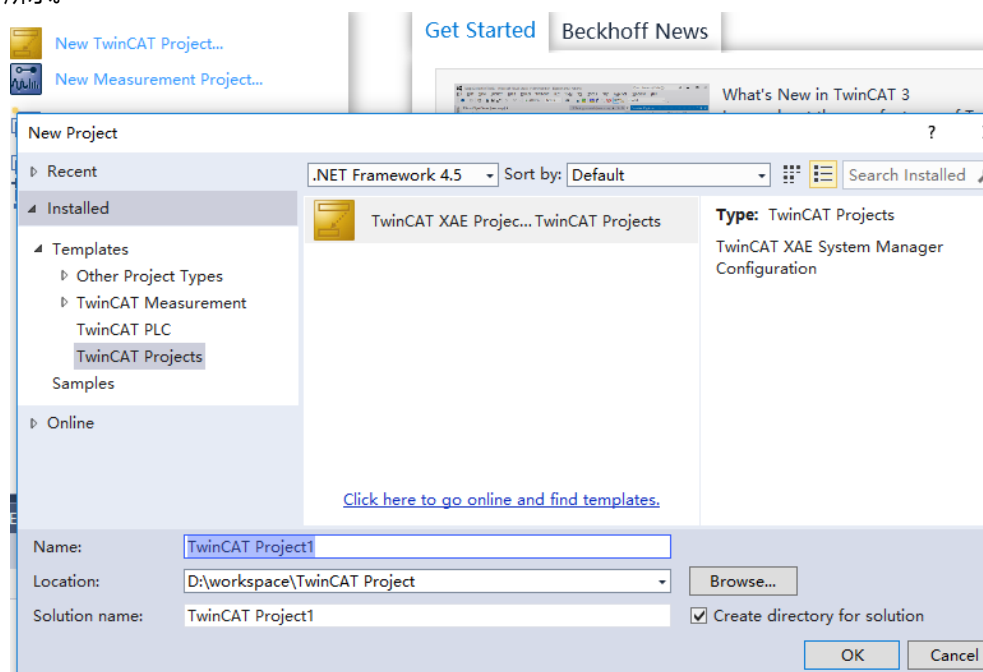 New TwinCAT Project...
New Measurement Project...
Get Started
Beckhoff News
What's New in TwinCAT 3
New Project
?
Recent
.NET Framework 4.5
Sort by:
Default
Search Installed
Installed
TwinCAT XAE Projec... TwinCAT Projects
Type: TwinCAT Projects
TwinCAT XAE System Manager
Configuration
Templates
Other Project Types
TwinCAT Measurement
TwinCAT PLC
TwinCAT Projects
Samples
Online
Click here to go online and find templates.
Name:
TwinCAT Project1
Location:
D:\workspace\TwinCAT Project
Browse...
Solution name:
TwinCAT Project1
Create directory for solution
OK
Cancel